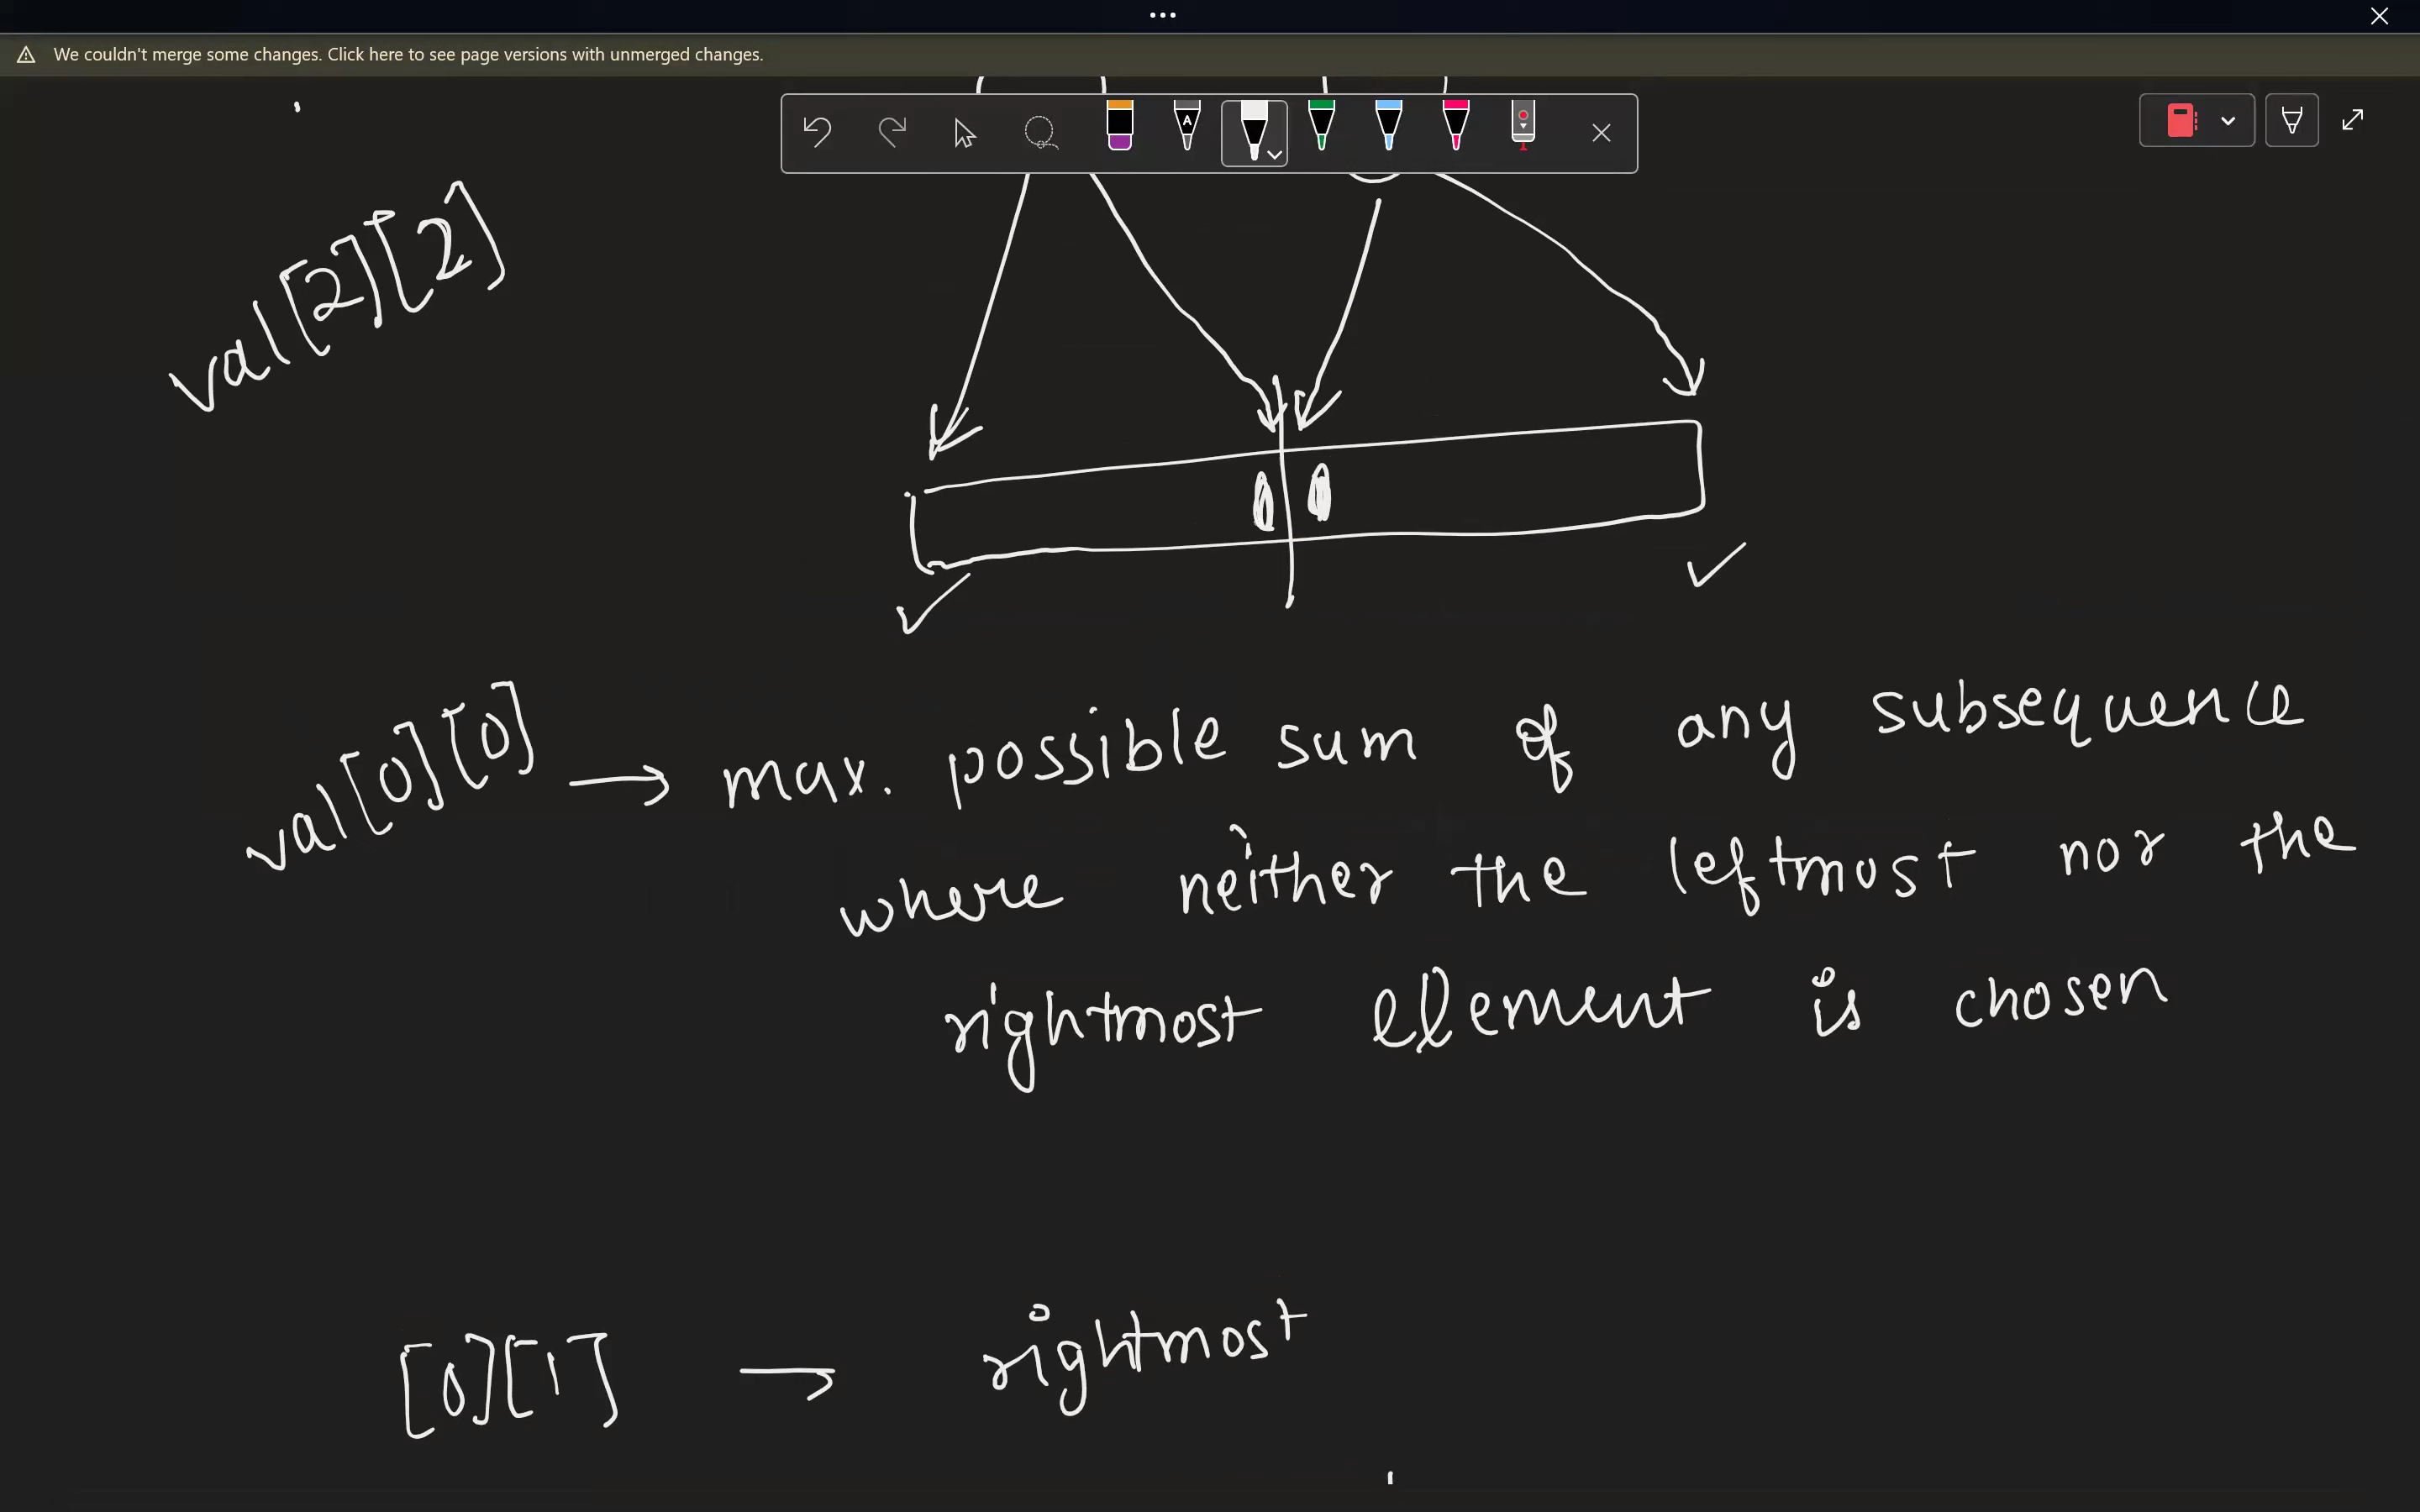 We couldn't merge some changes. Click here to see page versions with unmerged changes.
A
val[2][2]
val[0][0] → max. possible sum of any subsequence
where neither the leftmost nor the
rightmost element is chosen
[0][1] → rightmost